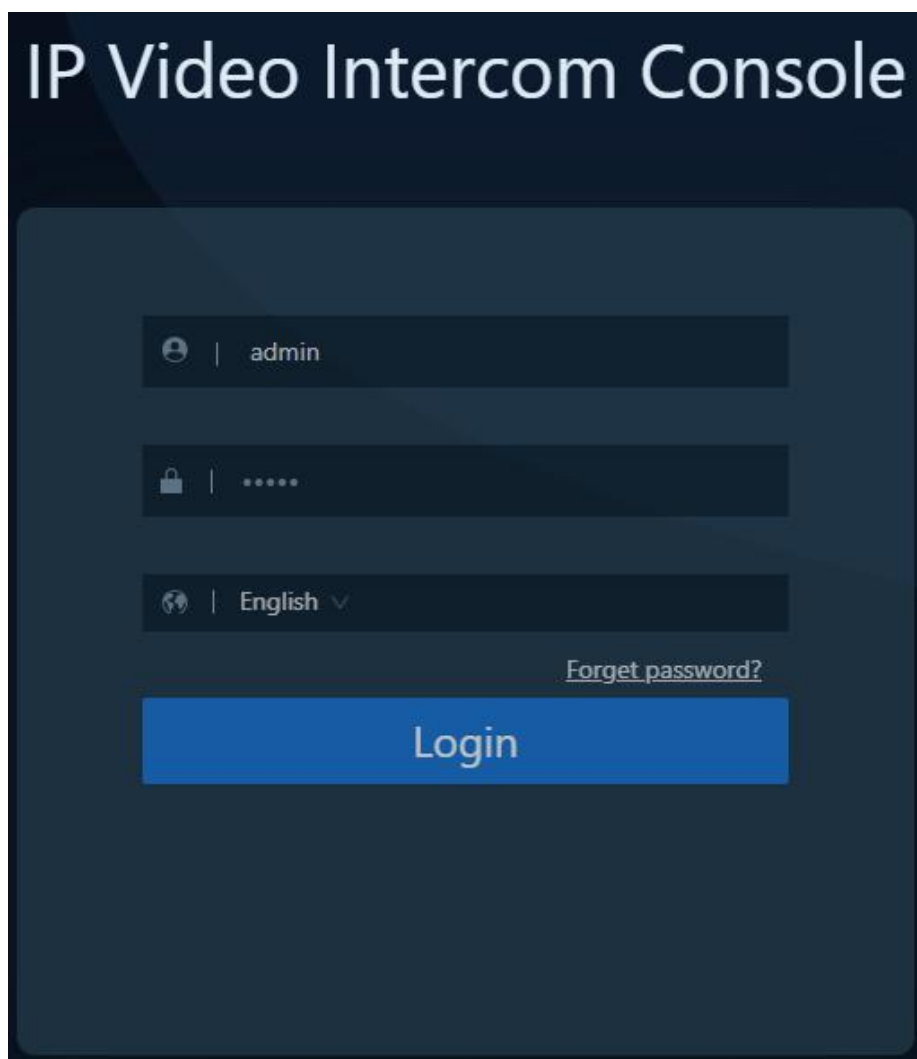 IP Video Intercom Console
| admin
| •••••
| English
Forget password?
Login